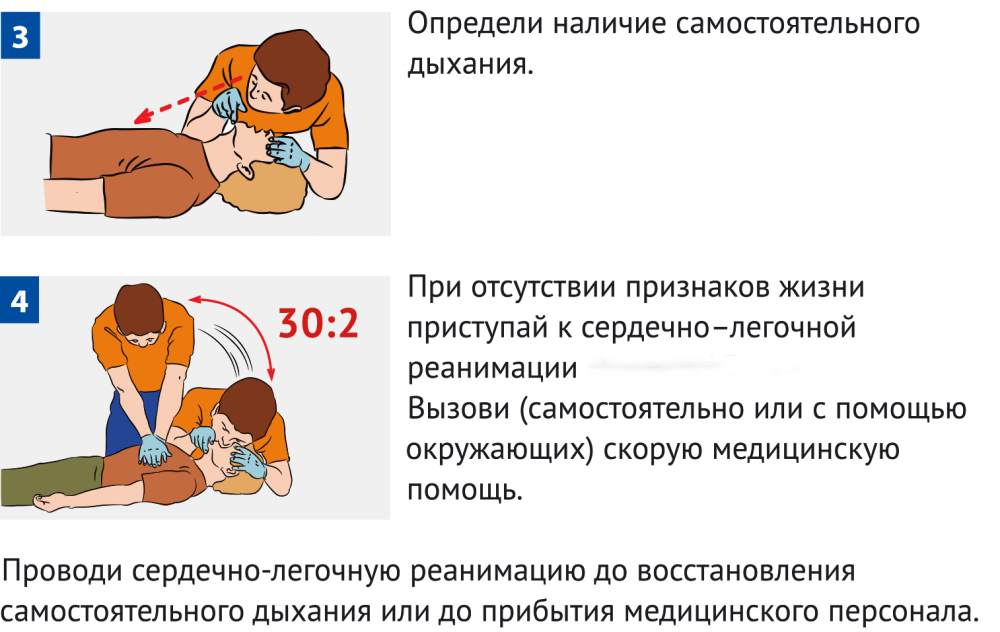 3
Определи наличие самостоятельного
дыхания.
4
30:2
При отсутствии признаков жизни
приступай к сердечно–легочной
реанимации
Вызови (самостоятельно или с помощью
окружающих) скорую медицинскую
помощь.
Проводи сердечно-легочную реанимацию до восстановления
самостоятельного дыхания или до прибытия медицинского персонала.